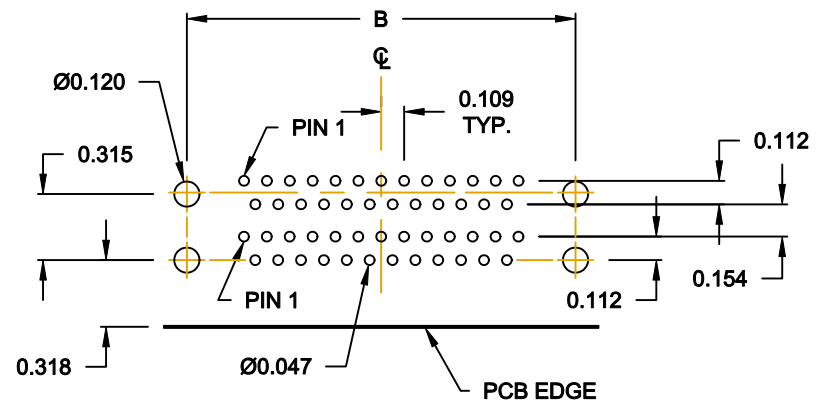 B
℄
Ø0.120
0.109
TYP.
PIN 1
0.112
0.315
0.154
PIN 1
0.112
0.318
Ø0.047
PCB EDGE